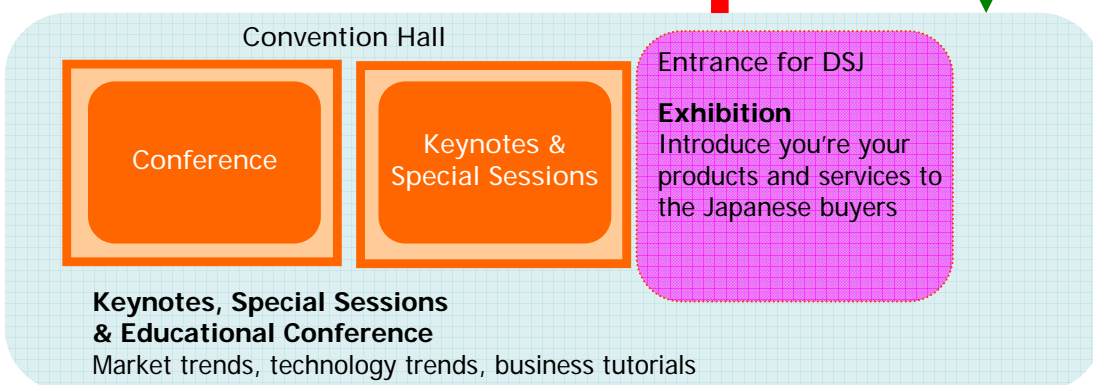 Convention Hall
Conference
Keynotes &
Special Sessions
Entrance for DSJ
Exhibition
Introduce you're your
products and services to
the Japanese buyers
Keynotes, Special Sessions
& Educational Conference
Market trends, technology trends, business tutorials